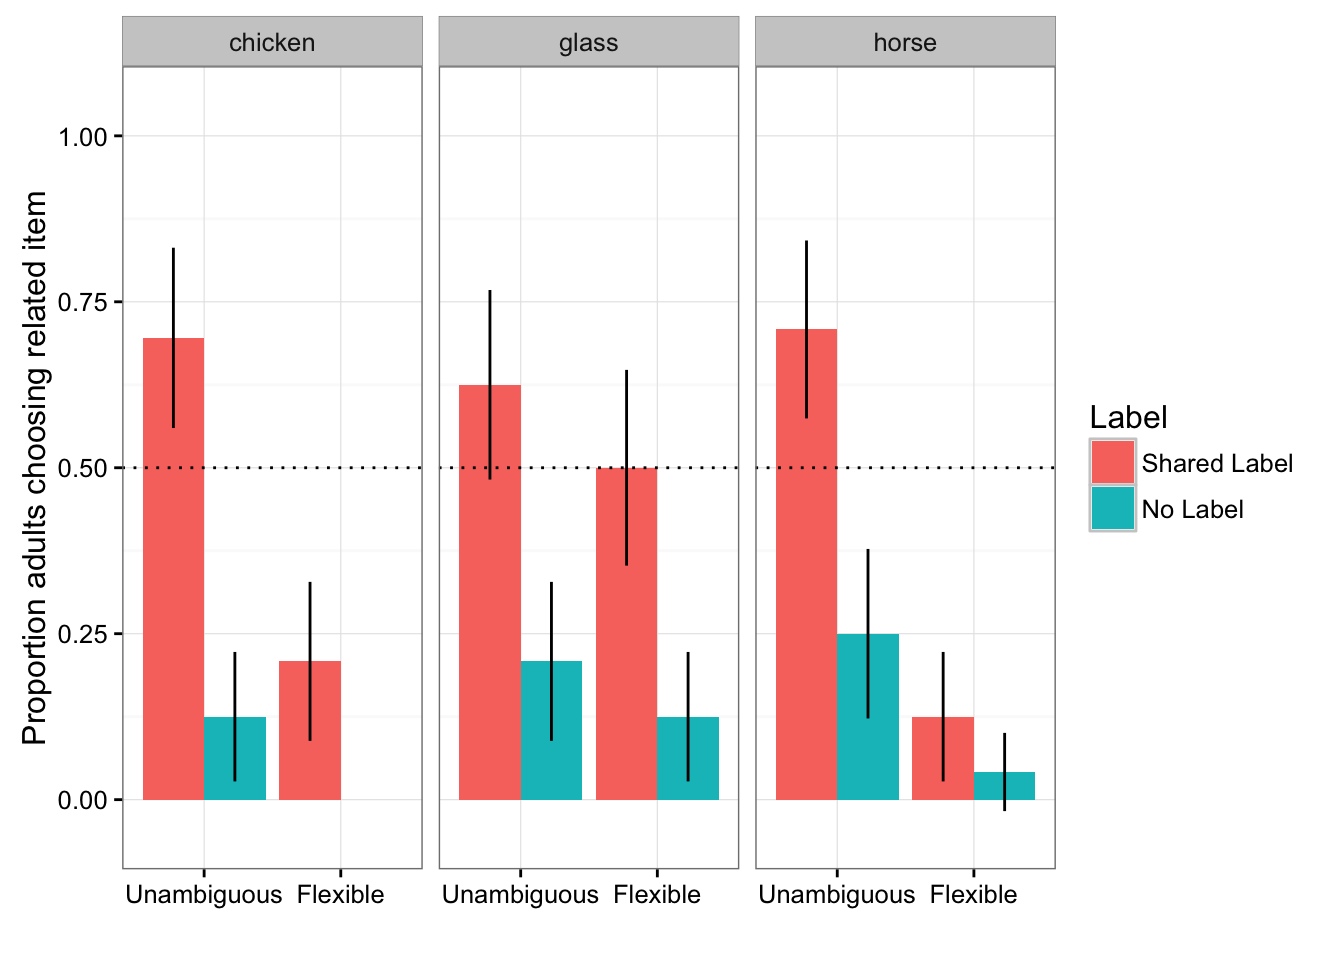 chicken
glass
horse
Proportion adults choosing related item
1.00
0.75
0.50
0.25
0.00
Unambiguous Flexible
Unambiguous Flexible
Unambiguous Flexible
Label
Shared Label
No Label